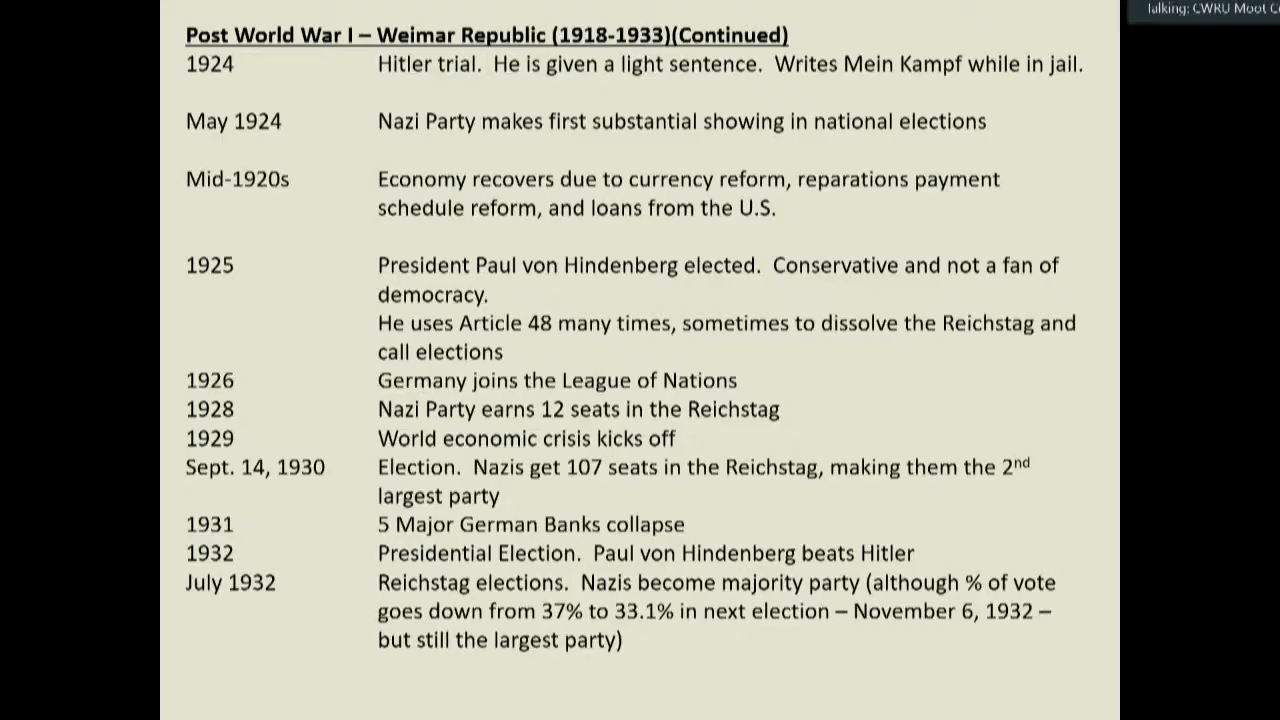 Talking: CWRU Moot C
Post World War I – Weimar Republic (1918-1933)(Continued)
1924 Hitler trial. He is given a light sentence. Writes Mein Kampf while in jail.
May 1924 Nazi Party makes first substantial showing in national elections
Mid-1920s Economy recovers due to currency reform, reparations payment
schedule reform, and loans from the U.S.
1925 President Paul von Hindenberg elected. Conservative and not a fan of
democracy.
He uses Article 48 many times, sometimes to dissolve the Reichstag and
call elections
1926 Germany joins the League of Nations
1928 Nazi Party earns 12 seats in the Reichstag
1929 World economic crisis kicks off
Sept. 14, 1930 Election. Nazis get 107 seats in the Reichstag, making them the 2nd
largest party
1931 5 Major German Banks collapse
1932 Presidential Election. Paul von Hindenberg beats Hitler
July 1932 Reichstag elections. Nazis become majority party (although % of vote
goes down from 37% to 33.1% in next election – November 6, 1932 –
but still the largest party)